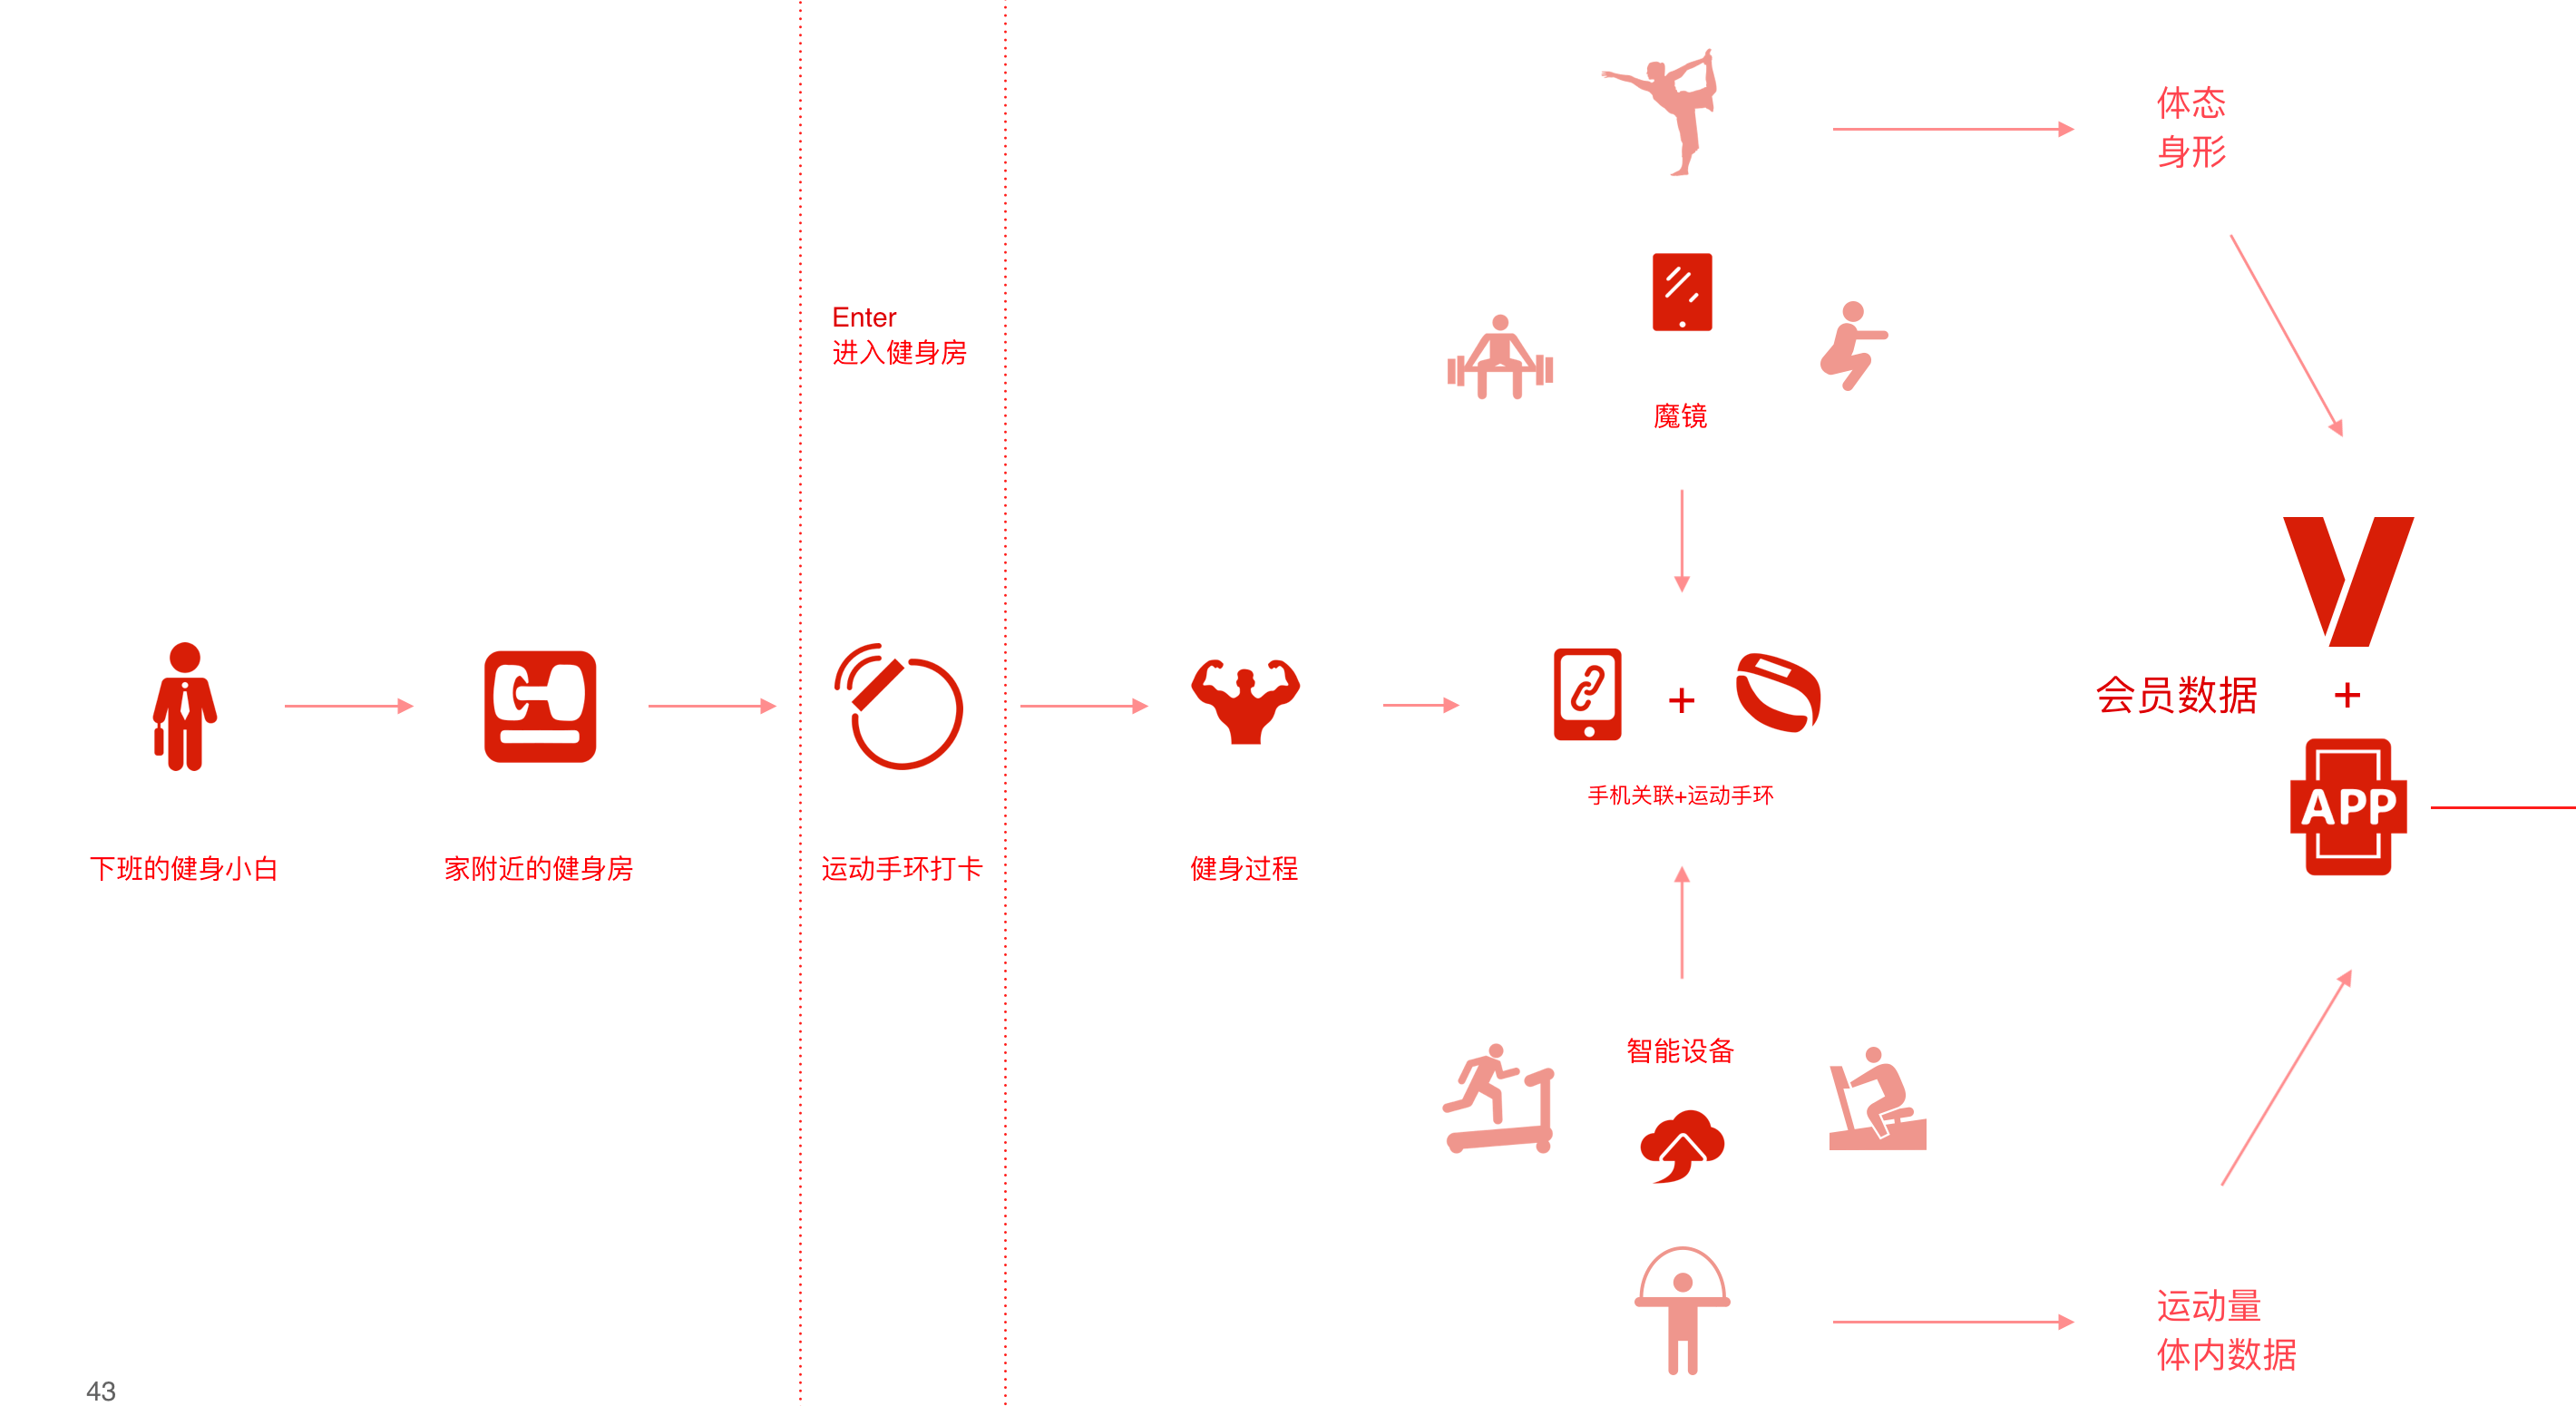 体态
身形
Enter
进入健身房
魔镜
会员数据
+
+
手机关联+运动手环
APP
下班的健身小白
家附近的健身房
运动手环打卡
健身过程
智能设备
运动量
体内数据
43